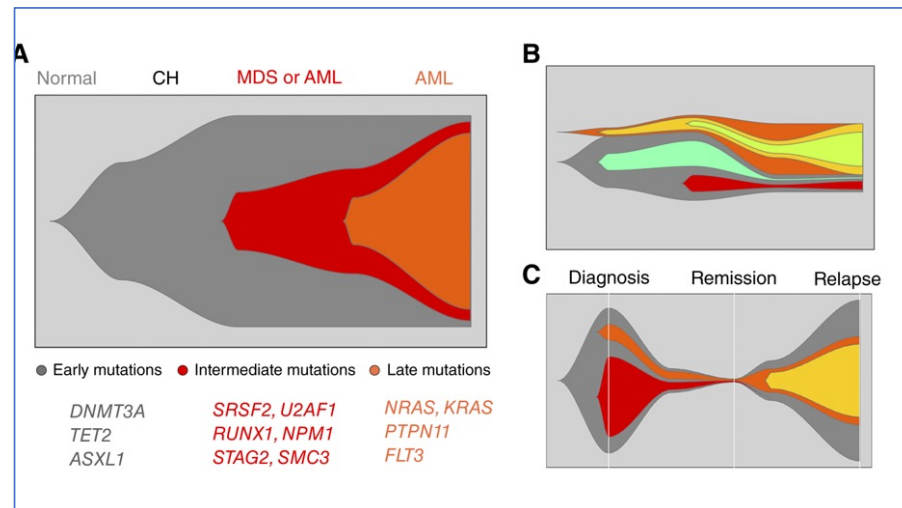 A
Normal CH MDS or AML AML
Early mutations Intermediate mutations Late mutations
DNMT3A SRSF2, U2AF1 NRAS, KRAS
TET2 RUNX1, NPM1 PTPN11
ASXL1 STAG2, SMC3 FLT3
B
C
Diagnosis Remission Relapse